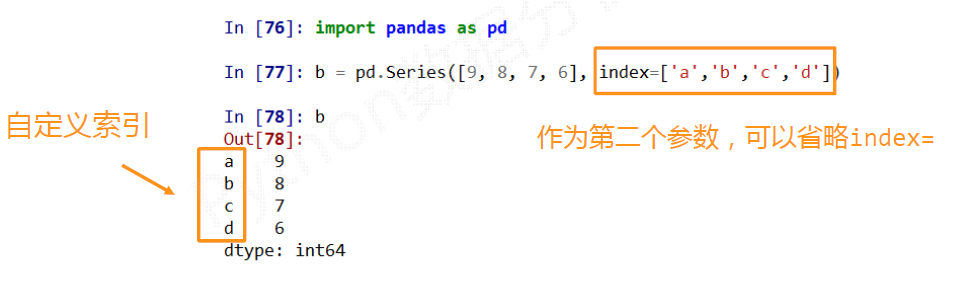 In [76]: import pandas as pd
In [77]: b = pd.Series([9, 8, 7, 6], index=['a','b','c','d'])
In [78]: b
Out[78]:
a    9
b    8
c    7
d    6
dtype: int64
自定义索引
作为第二个参数，可以省略index=